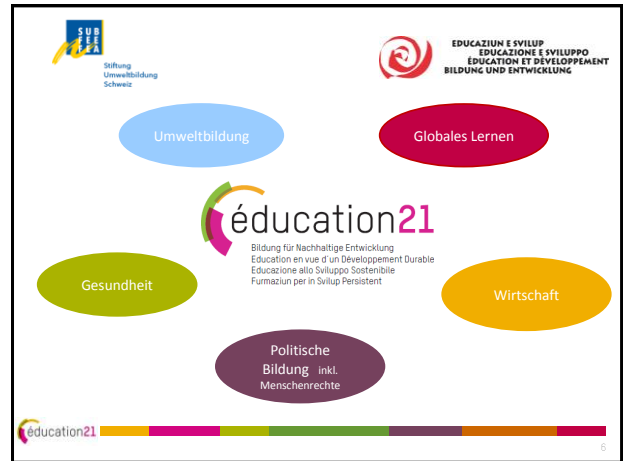 SUB
FEE
FEA
Stiftung
Umweltbildung
Schweiz
EDUCAZIUN E SVILUP
EDUCAZIONE E SVILUPPO
ÉDUCATION ET DÉVELOPPEMENT
BILDUNG UND ENTWICKLUNG
Umweltbildung
Globales Lernen
éducation21
Bildung für Nachhaltige Entwicklung
Education en vue d'un Développement Durable
Educazione allo Sviluppo Sostenibile
Furmaziun per in Svilup Persistent
Gesundheit
Wirtschaft
Politische
Bildung inkl.
Menschenrechte
éducation21
6